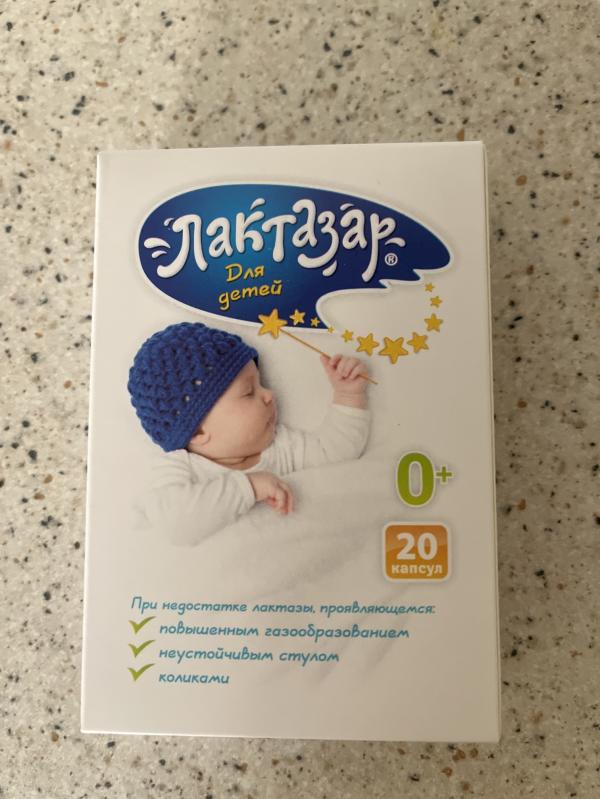 Лактазар®
Для
детей
0+
20
капсул
При недостатке лактазы, проявляющемся:
повышенным газообразованием
неустойчивым стулом
коликами